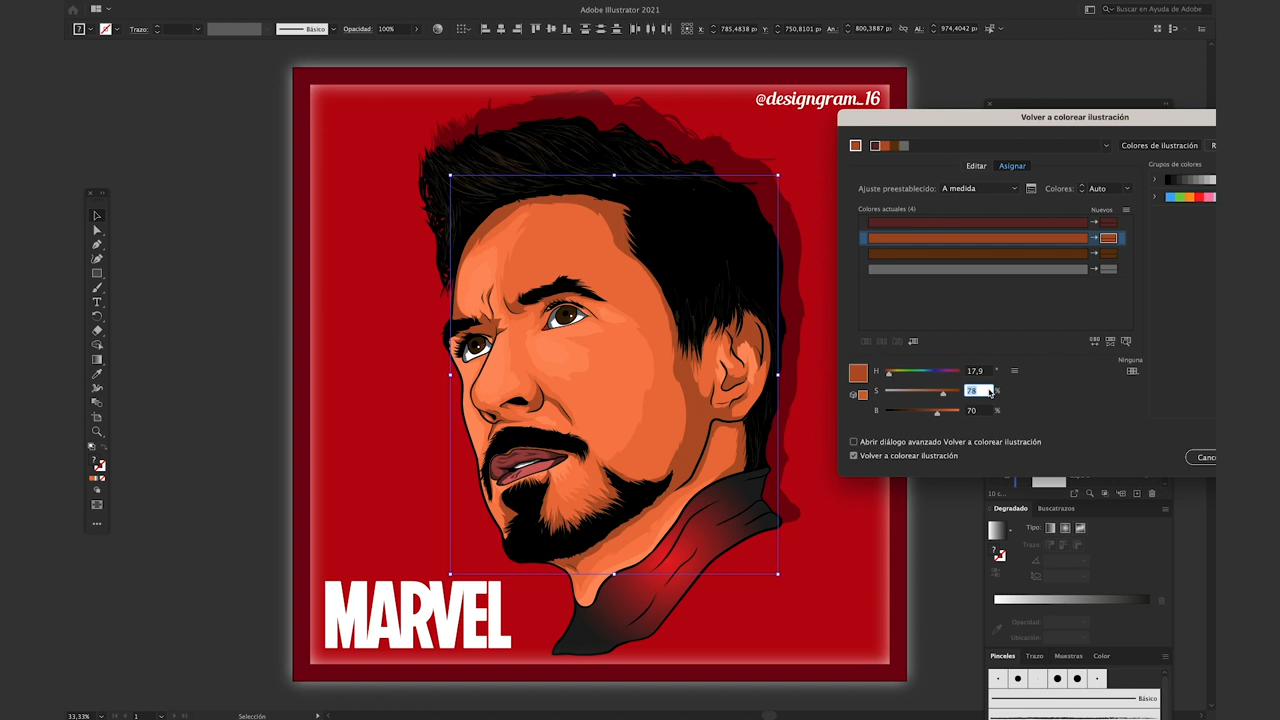 Adobe Illustrator 2021
Buscar en Ayuda de Adobe
? Trazo: Básico Opacidad: 100% X: 785,4838 px Y: 750,8101 px An.: 800,3887 px Al.: 974,4042 px
@designgram_16
MARVEL
Volver a colorear ilustración
Colores de ilustración R
Editar Asignar
Grupos de colores
Ajuste preestablecido: A medida Colores: Auto
Colores actuales (4) Nuevos
Ninguna
H 17,9 °
S 78 %
B 70 %
Abrir diálogo avanzado Volver a colorear ilustración
Volver a colorear ilustración
Canc
10 c...
Degradado Buscatrazos
Tipo:
Trazo:
?
Opacidad:
Ubicación:
Pinceles Trazo Muestras Color
Básico
T
?
33,33% 1 Selección